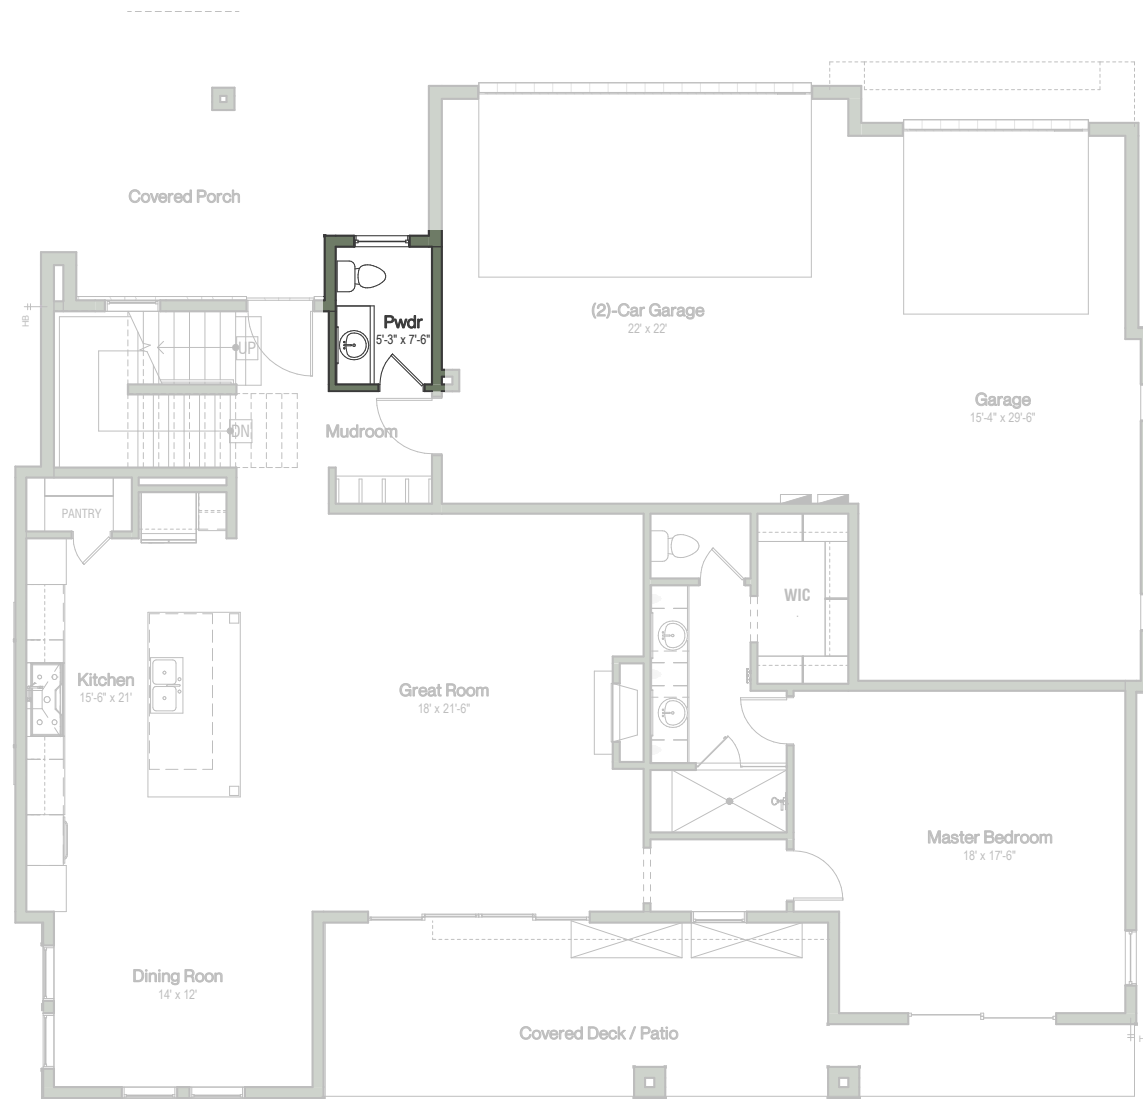 Covered Porch
(2)-Car Garage
22' x 22'
Pwdr
5'-3" x 7'-6"
HB
UP
Garage
15'-4" x 29'-6"
DN
Mudroom
PANTRY
WIC
Kitchen
15'-6" x 21'
Great Room
18' x 21'-6"
Master Bedroom
18' x 17'-6"
Dining Roon
14' x 12'
Covered Deck / Patio